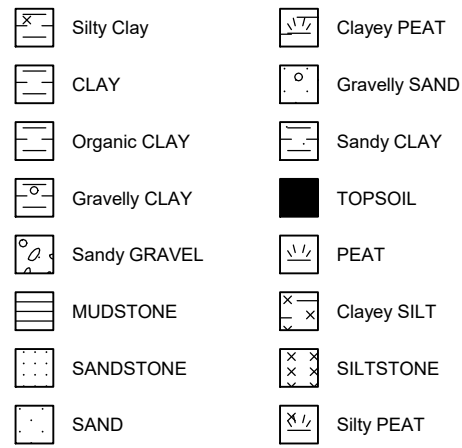 Silty Clay
CLAY
Organic CLAY
Gravelly CLAY
Sandy GRAVEL
MUDSTONE
SANDSTONE
SAND
Clayey PEAT
Gravelly SAND
Sandy CLAY
TOPSOIL
PEAT
Clayey SILT
SILTSTONE
Silty PEAT